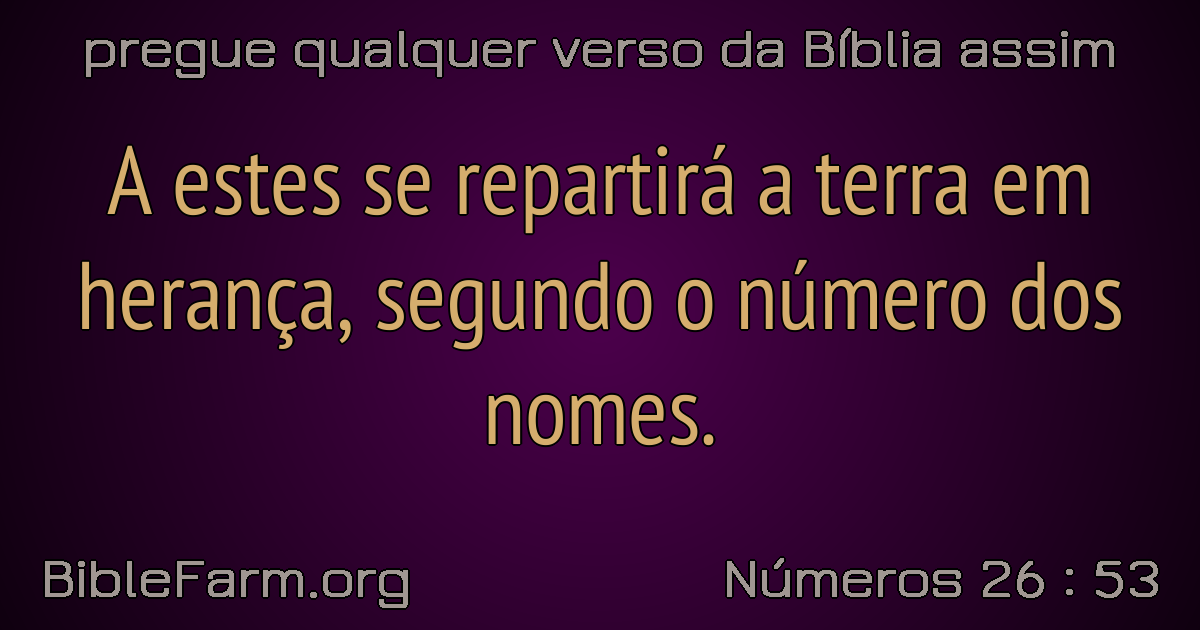 pregue qualquer verso da Bíblia assim
A estes se repartirá a terra em
herança, segundo o número dos
nomes.
BibleFarm.org
Números 26 : 53